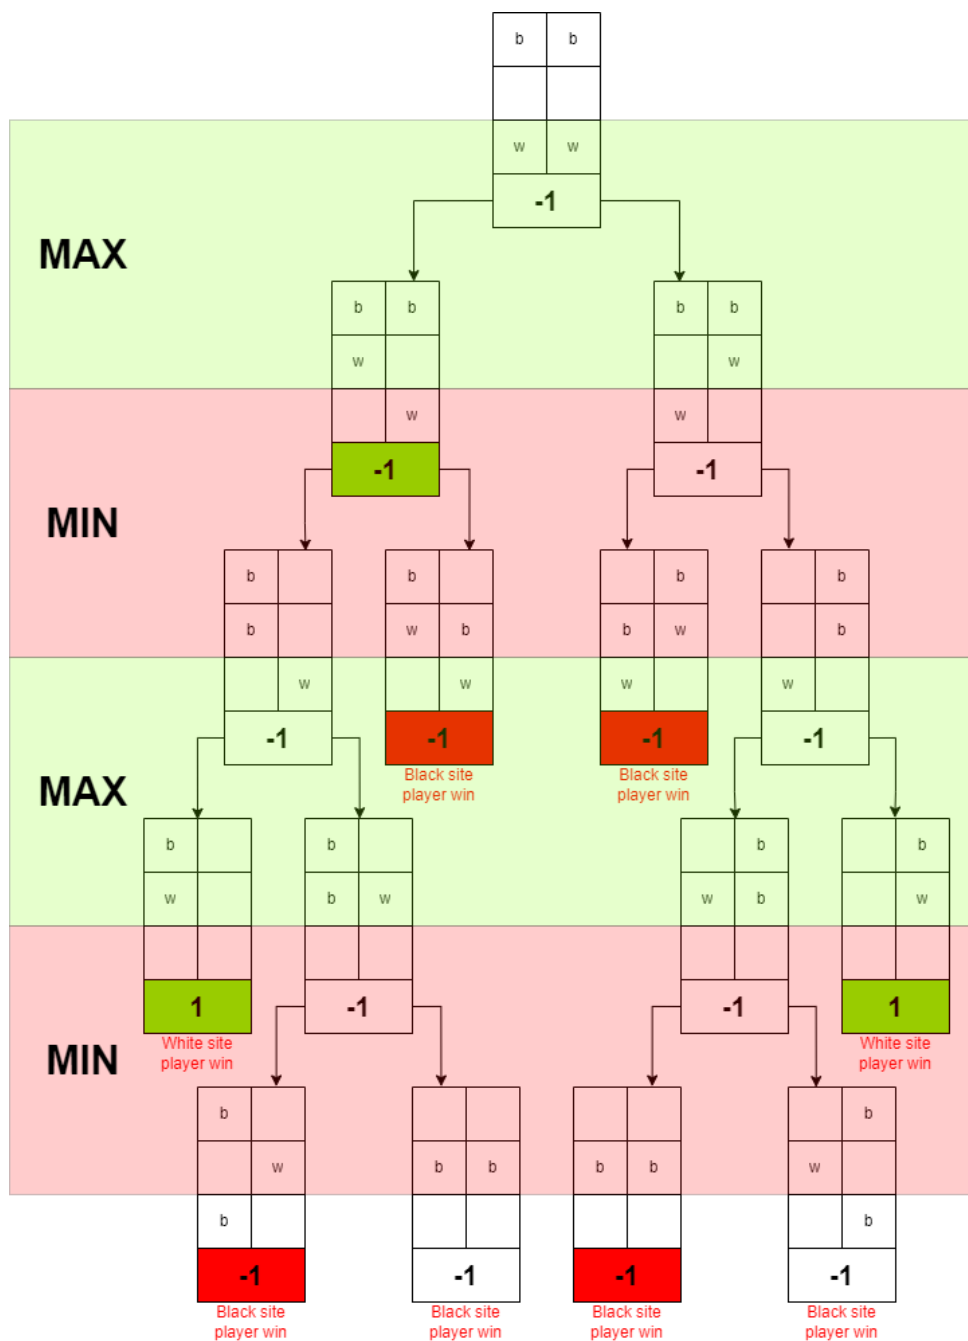 b b
w w
-1
MAX
b b b b
w w
w w
-1 -1
MIN
b b b b
b w b b w b
w w w w
-1 -1 -1 -1
Black site Black site
player win player win
MAX
b b b b
w b w w b w
1 -1 -1 1
White site White site
player win player win
MIN
b b
w b b b b w
b b
-1 -1 -1 -1
Black site Black site Black site Black site
player win player win player win player win